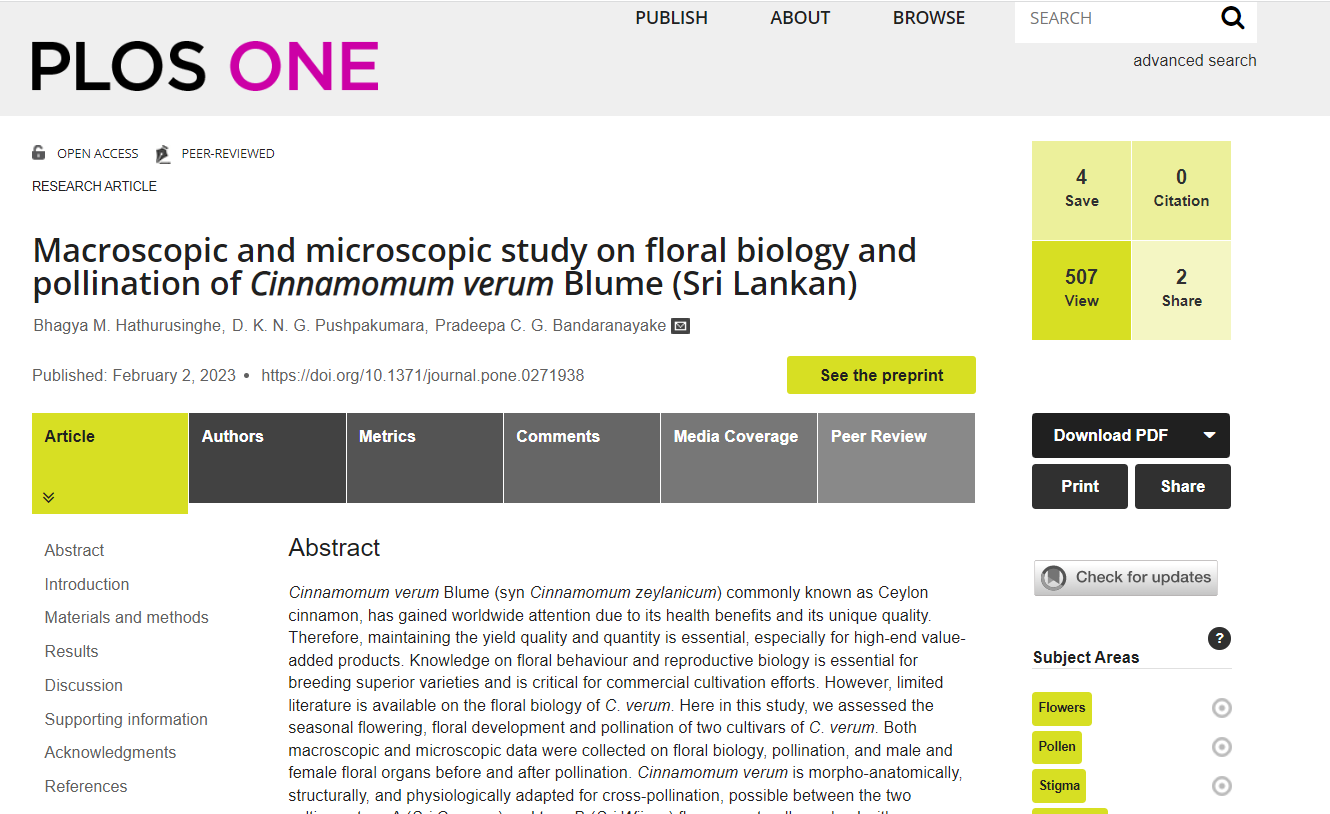 PUBLISH ABOUT BROWSE SEARCH
PLOS ONE
advanced search
OPEN ACCESS PEER-REVIEWED
RESEARCH ARTICLE
Macroscopic and microscopic study on floral biology and
pollination of Cinnamomum verum Blume (Sri Lankan)
Bhagya M. Hathurusinghe, D. K. N. G. Pushpakumara, Pradeepa C. G. Bandaranayake
Published: February 2, 2023 • https://doi.org/10.1371/journal.pone.0271938
See the preprint
4
Save
0
Citation
507
View
2
Share
Article Authors Metrics Comments Media Coverage Peer Review
Download PDF
Print Share
Abstract
Introduction
Materials and methods
Results
Discussion
Supporting information
Acknowledgments
References
Abstract
Cinnamomum verum Blume (syn Cinnamomum zeylanicum) commonly known as Ceylon
cinnamon, has gained worldwide attention due to its health benefits and its unique quality.
Therefore, maintaining the yield quality and quantity is essential, especially for high-end value-
added products. Knowledge on floral behaviour and reproductive biology is essential for
breeding superior varieties and is critical for commercial cultivation efforts. However, limited
literature is available on the floral biology of C. verum. Here in this study, we assessed the
seasonal flowering, floral development and pollination of two cultivars of C. verum. Both
macroscopic and microscopic data were collected on floral biology, pollination, and male and
female floral organs before and after pollination. Cinnamomum verum is morpho-anatomically,
structurally, and physiologically adapted for cross-pollination, possible between the two
Check for updates
?
Subject Areas
Flowers
Pollen
Stigma